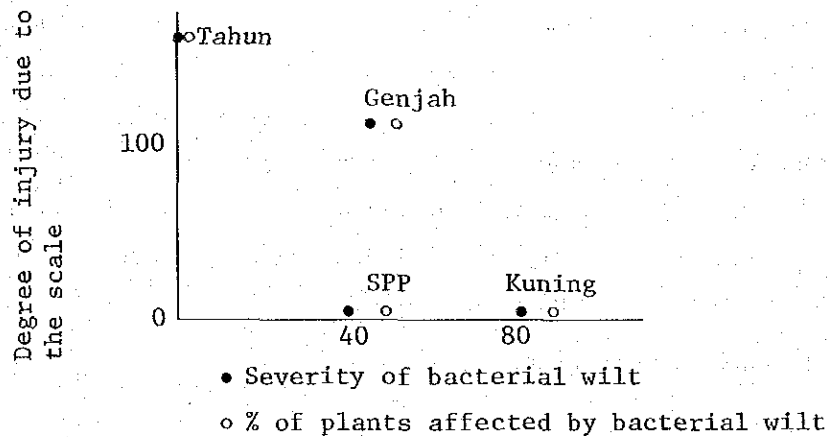 Degree of injury due to
the scale
Tahun
Genjah
100
SPP Kuning
0
40 80
● Severity of bacterial wilt
○ % of plants affected by bacterial wilt